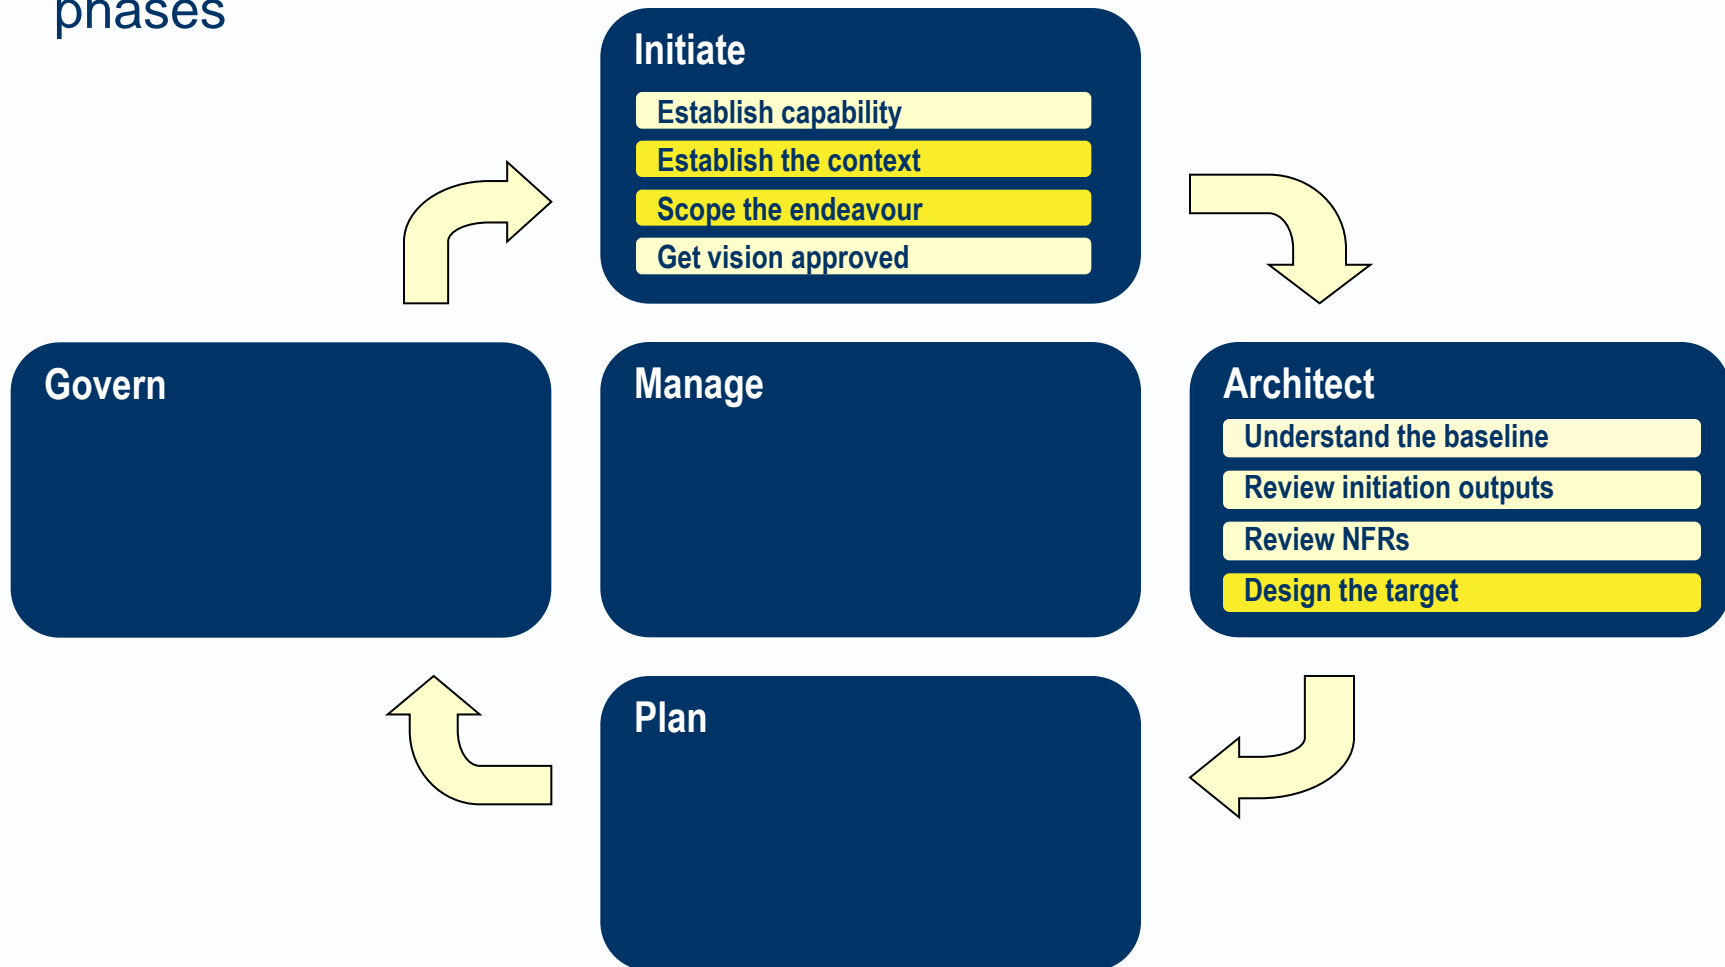 phases
Initiate
Establish capability
Establish the context
Scope the endeavour
Get vision approved
Govern
Manage
Architect
Understand the baseline
Review initiation outputs
Review NFRs
Design the target
Plan